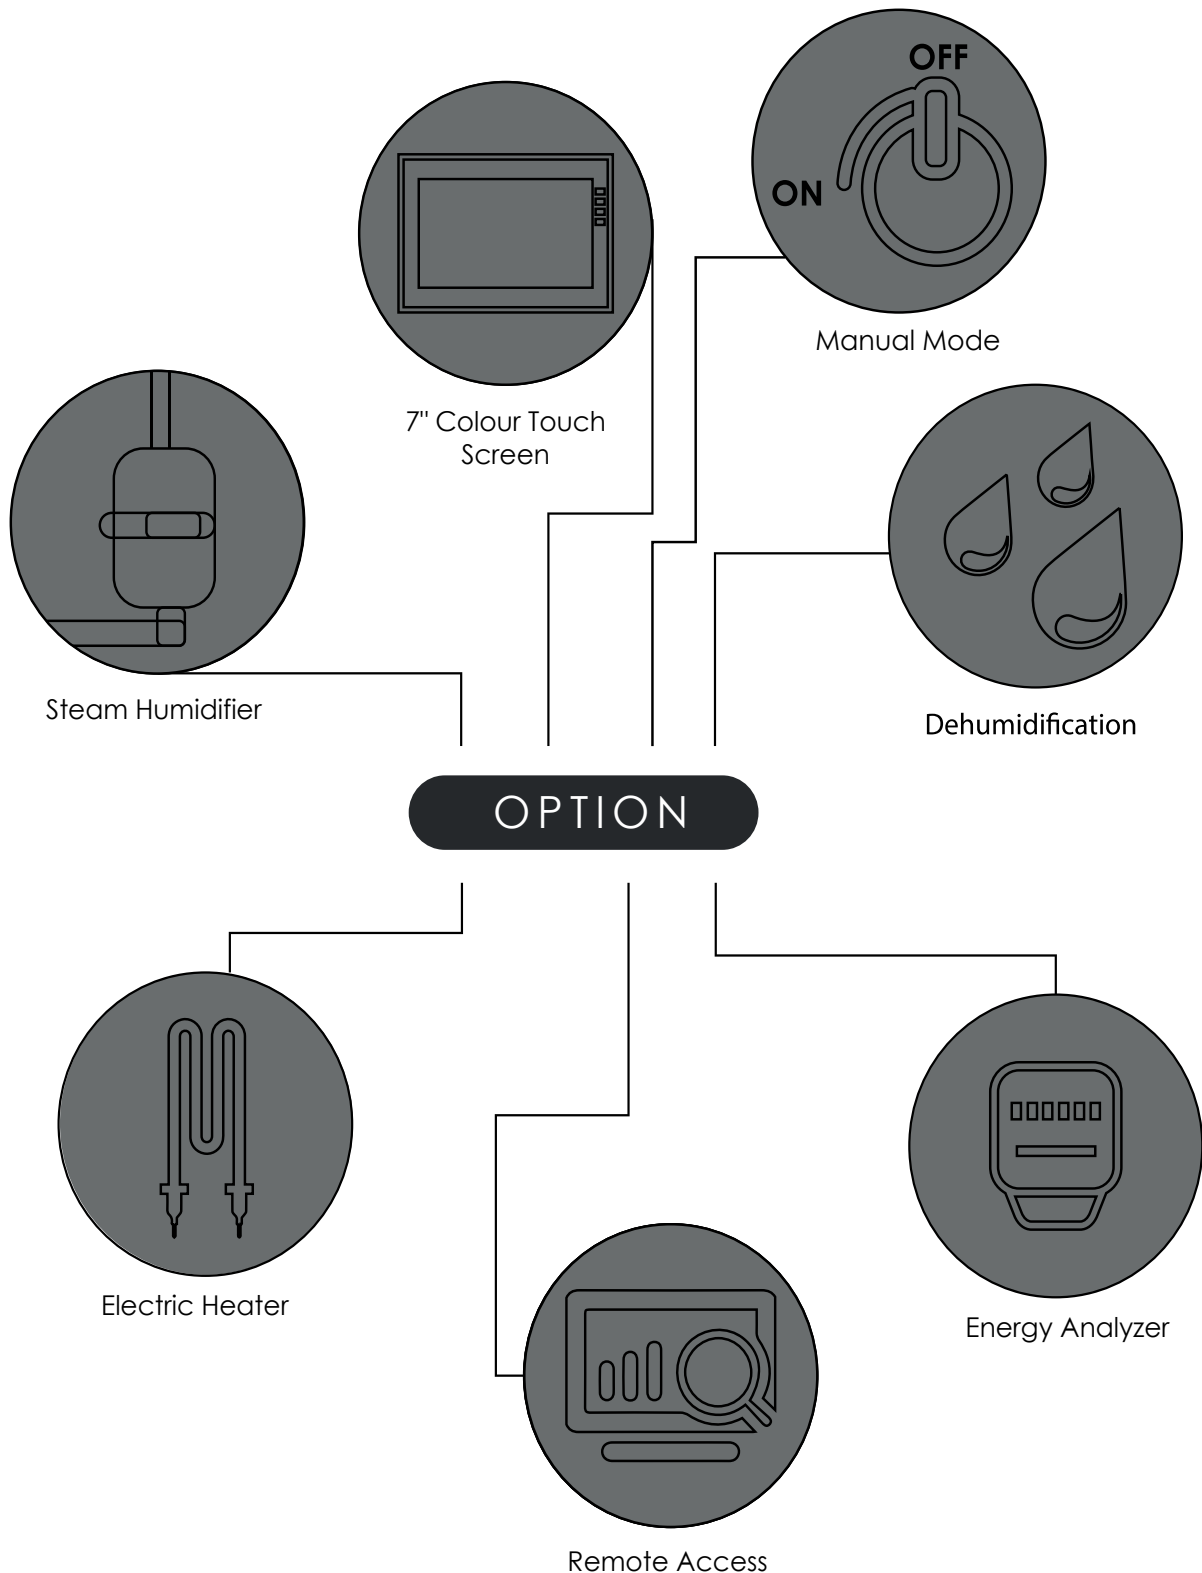 OFF
ON
Manual Mode
7" Colour Touch
Screen
Steam Humidifier
Dehumidification
OPTION
Electric Heater
Energy Analyzer
Remote Access